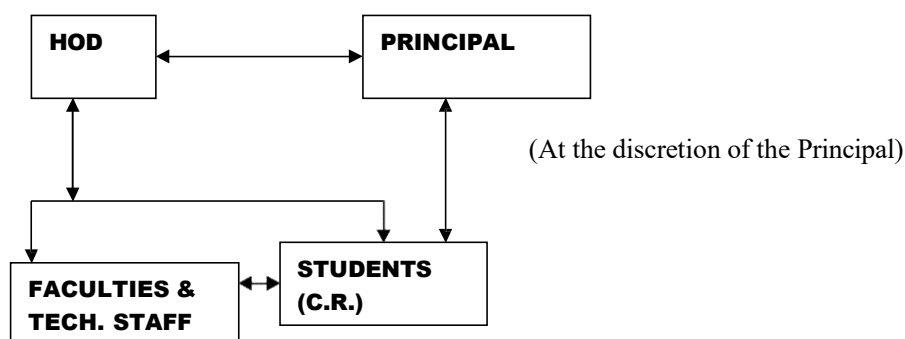 HOD
PRINCIPAL
(At the discretion of the Principal)
FACULTIES &
TECH. STAFF
STUDENTS
(C.R.)